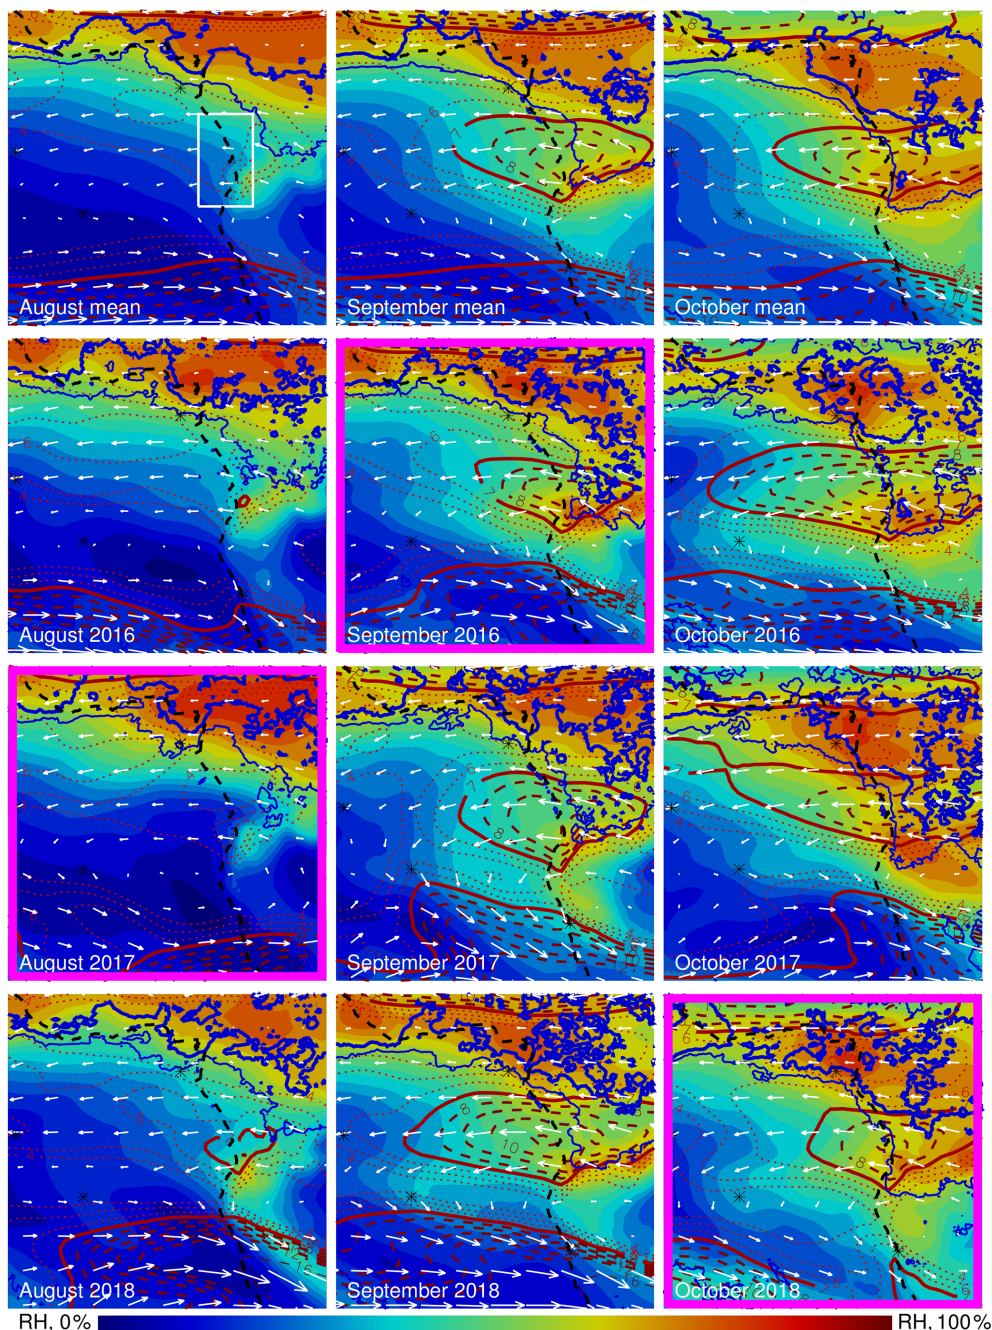 August mean
September mean
October mean
August 2016
September 2016
October 2016
August 2017
September 2017
October 2017
August 2018
September 2018
October 2018
RH, 0%
RH, 100%